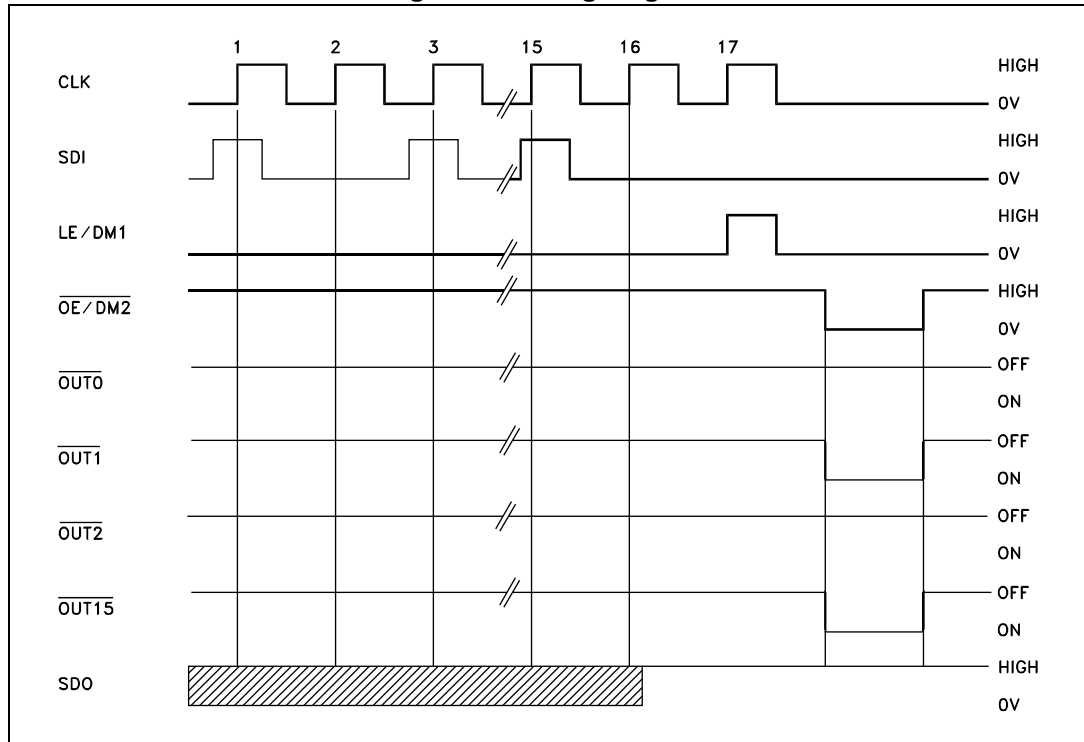 1 2 3 15 16 17
CLK HIGH
0V
SDI HIGH
0V
LE/DM1 HIGH
0V
OE/DM2 HIGH
0V
OUT0 OFF
ON
OUT1 OFF
ON
OUT2 OFF
ON
OUT15 OFF
ON
SDO HIGH
0V